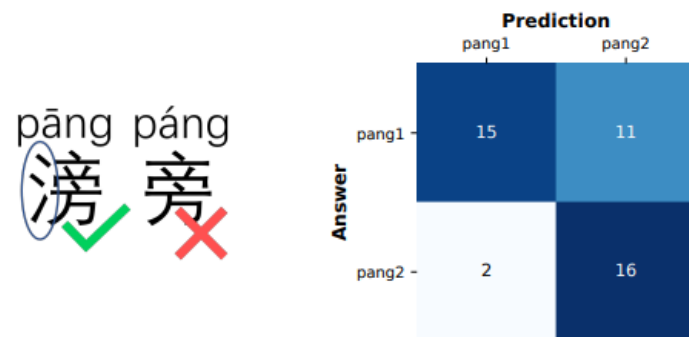 pāng páng
滂 旁
Prediction
pang1 pang2
Answer
pang1 15 11
pang2 2 16